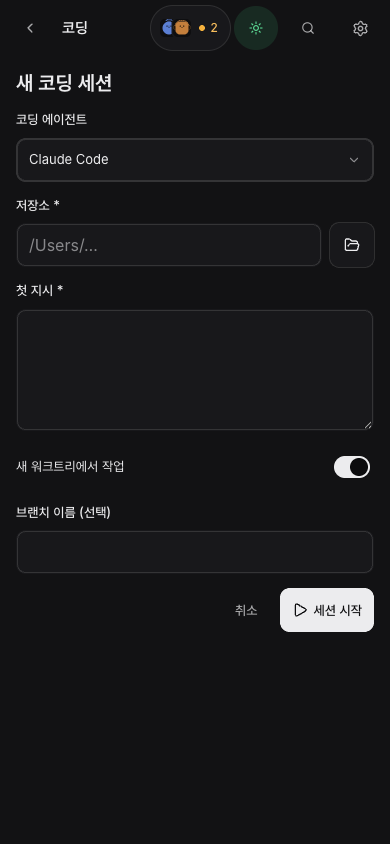 코딩
2
새 코딩 세션
코딩 에이전트
Claude Code
저장소 *
/Users/...
첫 지시 *
새 워크트리에서 작업
브랜치 이름 (선택)
취소
세션 시작